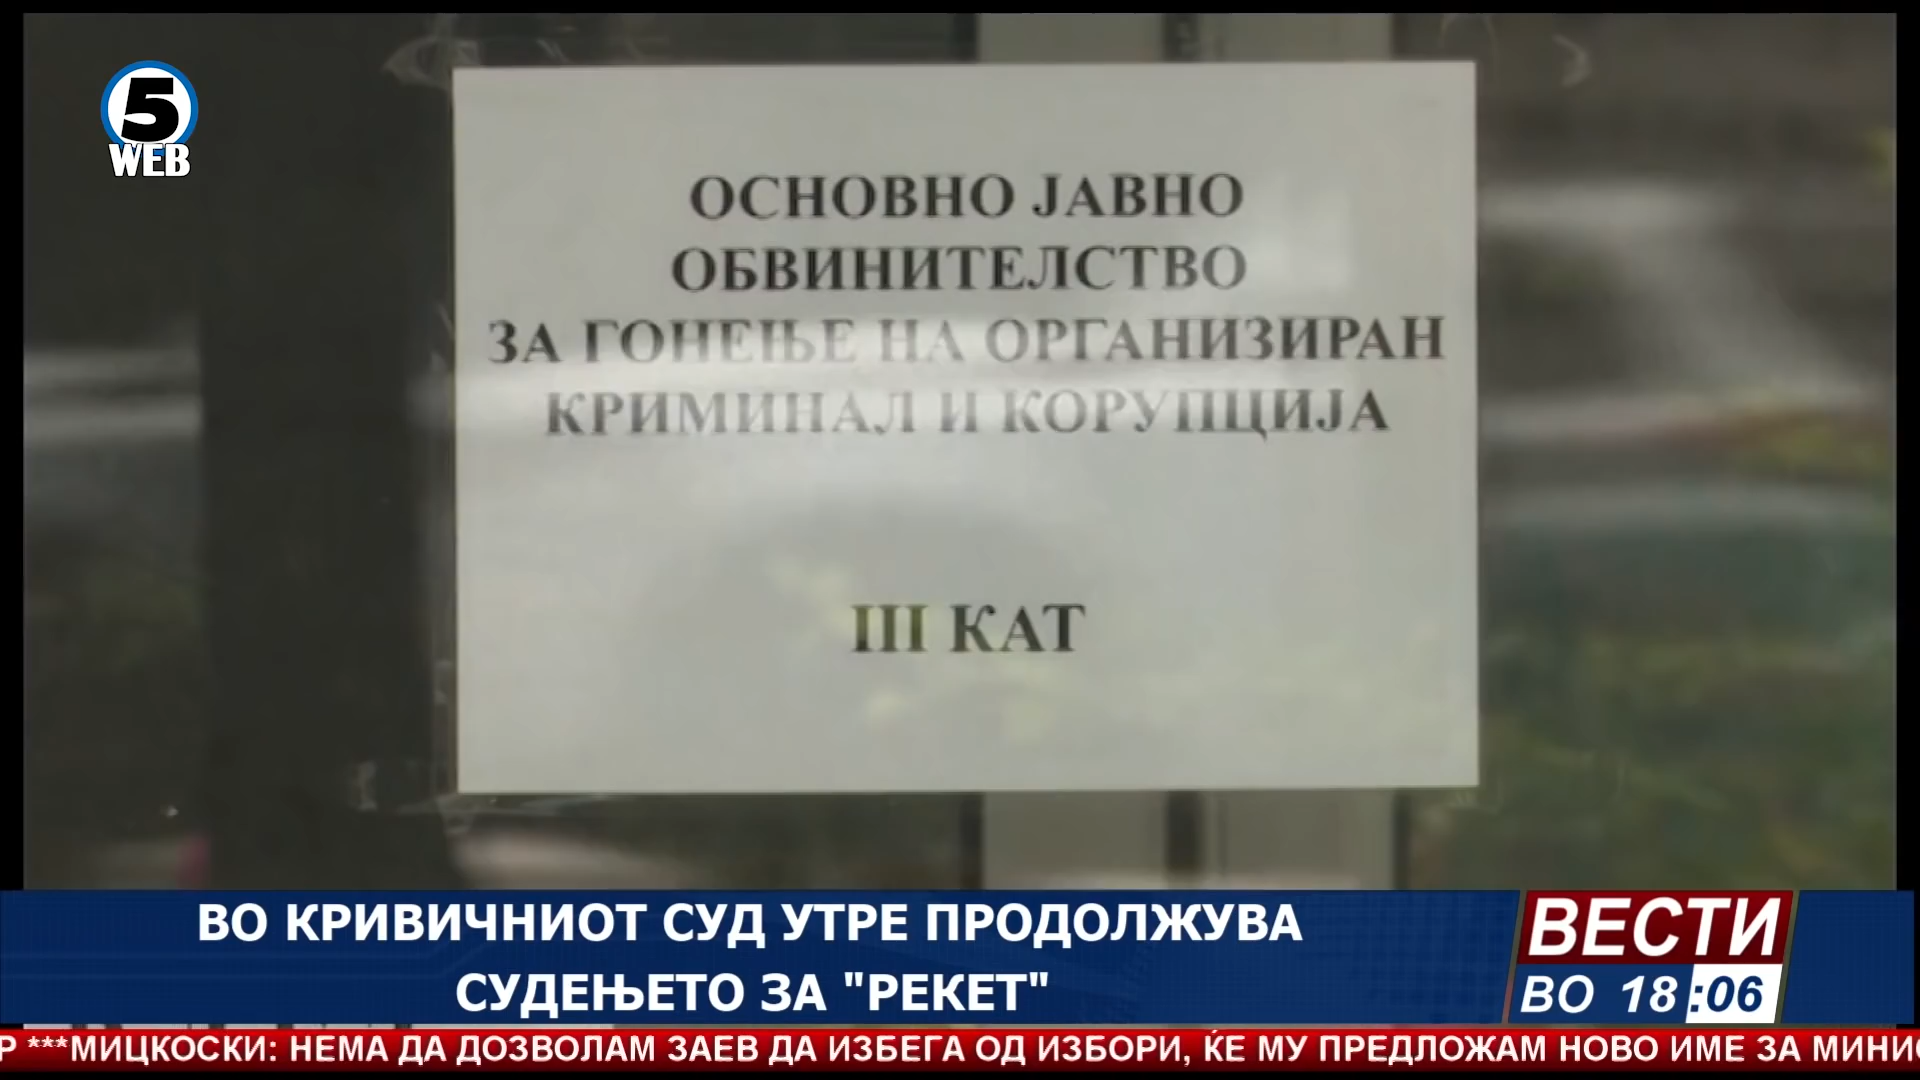 5
WEB
ОСНОВНО ЈАВНО
ОБВИНИТЕЛСТВО
ЗА ГОНЕЊЕ НА ОРГАНИЗИРАН
КРИМИНАЛ И КОРУПЦИЈА
III КАТ
ВО КРИВИЧНИОТ СУД УТРЕ ПРОДОЛЖУВА
СУДЕЊЕТО ЗА "РЕКЕТ"
ВЕСТИ
ВО 18:06
Р ***МИЦКОСКИ: НЕМА ДА ДОЗВОЛАМ ЗАЕВ ДА ИЗБЕГА ОД ИЗБОРИ, ЌЕ МУ ПРЕДЛОЖАМ НОВО ИМЕ ЗА МИНИС